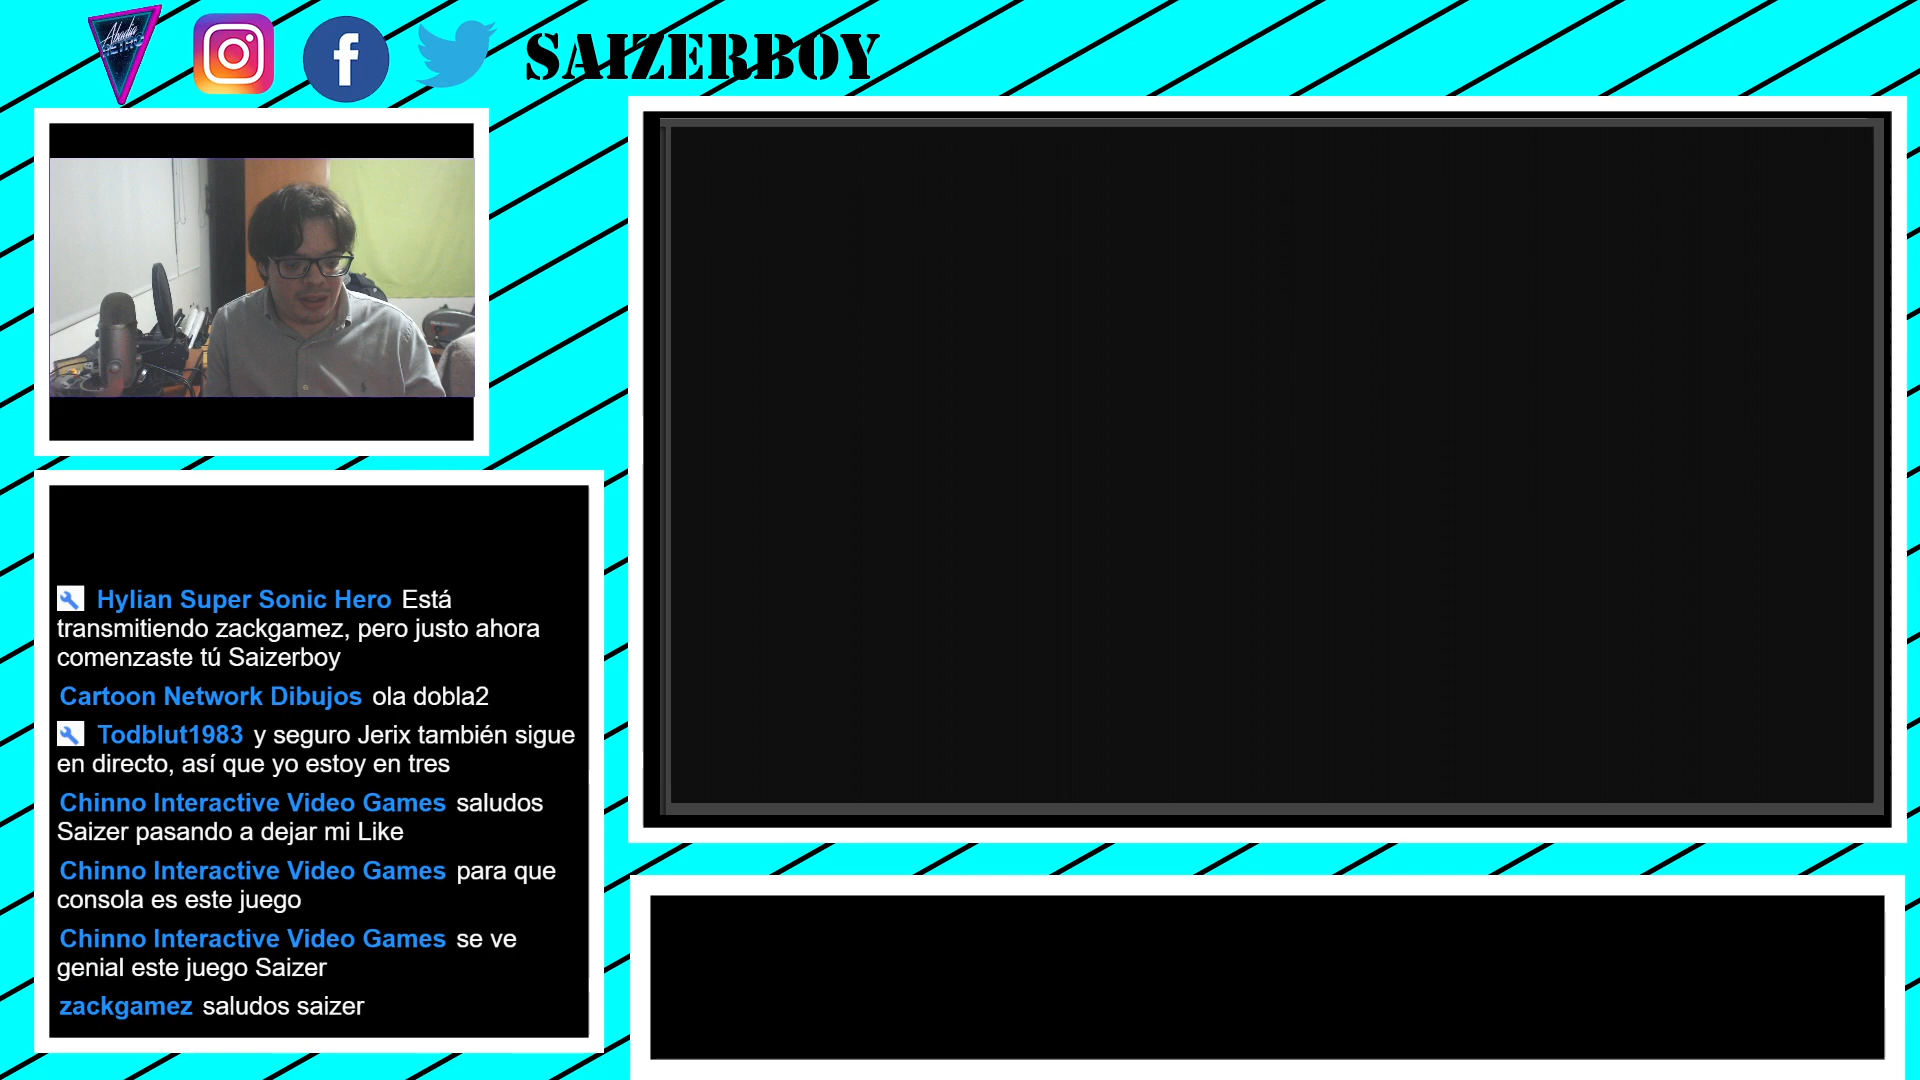 Abadia
RETRO
SAIZERBOY
Hylian Super Sonic Hero Está
transmitiendo zackgamez, pero justo ahora
comenzaste tú Saizerboy
Cartoon Network Dibujos ola dobla2
Todblut1983 y seguro Jerix también sigue
en directo, así que yo estoy en tres
Chinno Interactive Video Games saludos
Saizer pasando a dejar mi Like
Chinno Interactive Video Games para que
consola es este juego
Chinno Interactive Video Games se ve
genial este juego Saizer
zackgamez saludos saizer